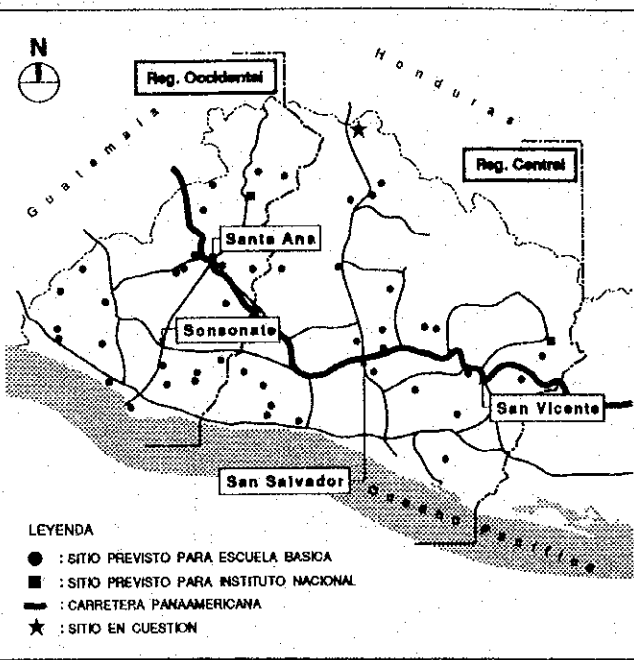 N
Reg. Occidental
Honduras
Guatemala
Reg. Central
Santa Ana
Sonsonate
San Vicente
San Salvador
Oceano Pacifico
LEYENDA
: SITIO PREVISTO PARA ESCUELA BASICA
: SITIO PREVISTO PARA INSTITUTO NACIONAL
: CARRETERA PANAAMERICANA
: SITIO EN CUESTION